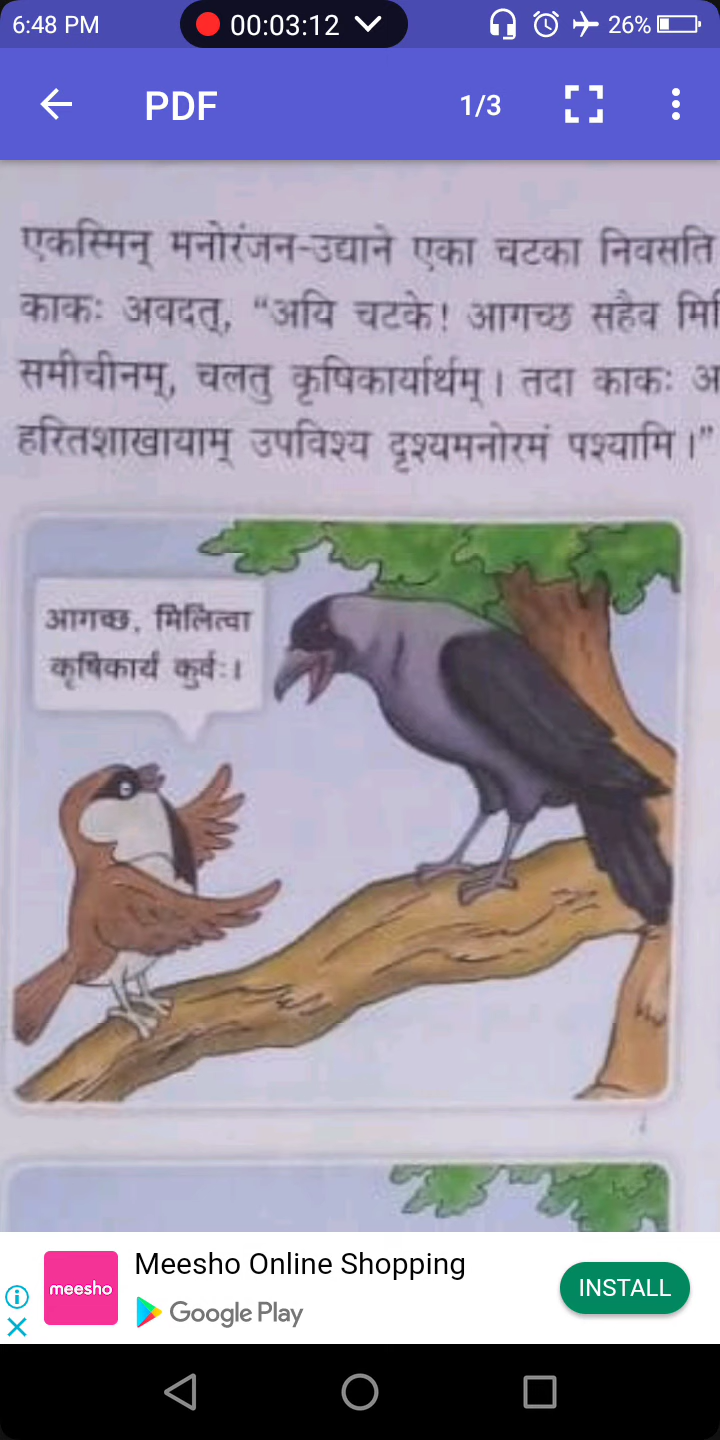 6:48 PM
00:03:12
26%
PDF
1/3
एकस्मिन् मनोरंजन-उद्याने एका चटका निवसति
काकः अवदत्, “अयि चटके! आगच्छ सहैव
समीचीनम्, चलतु कृषिकार्यार्थम्। तदा काकः
हरितशाखायाम् उपविश्य दृश्यमनोरमं पश्यामि।”
आगच्छ, मिलित्वा
कृषिकार्यं कुर्वः।
Meesho Online Shopping
meesho
Google Play
INSTALL